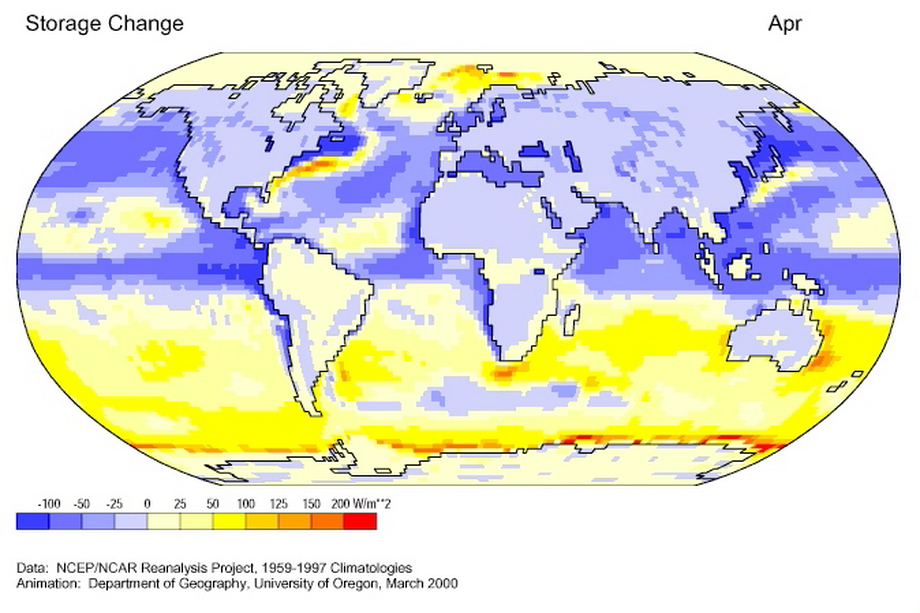 Storage Change
Apr
-100 -50 -25 0 25 50 100 125 150 200 W/m**2
Data: NCEP/NCAR Reanalysis Project, 1959-1997 Climatologies
Animation: Department of Geography, University of Oregon, March 2000